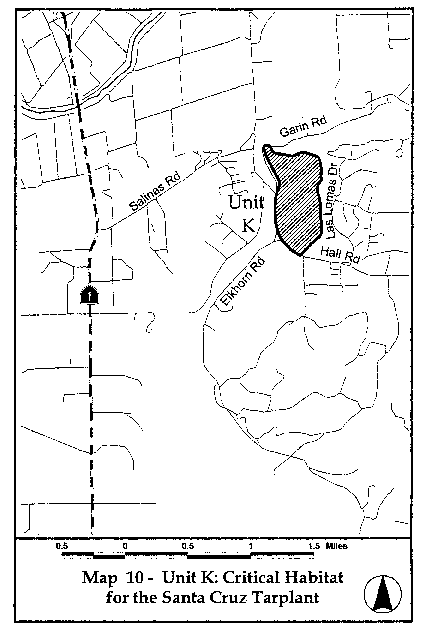 Garin Rd
Salinas Rd
Unit
K
Las Lomas Dr
Hall Rd
Elkhorn Rd
1
0.5 0 0.5 1 1.5 Miles
Map 10 - Unit K: Critical Habitat
for the Santa Cruz Tarplant